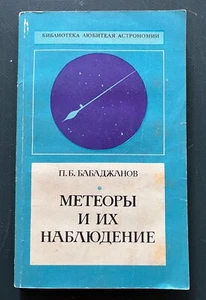 БИБЛИОТЕКА ЛЮБИТЕЛЯ АСТРОНОМИИ
П.Б. БАБАДЖАНОВ
МЕТЕОРЫ
И ИХ
НАБЛЮДЕНИЕ